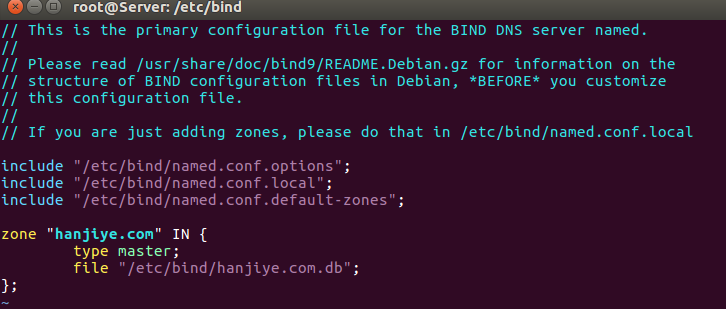 root@Server: /etc/bind
// This is the primary configuration file for the BIND DNS server named.
//
// Please read /usr/share/doc/bind9/README.Debian.gz for information on the
// structure of BIND configuration files in Debian, *BEFORE* you customize
// this configuration file.
//
// If you are just adding zones, please do that in /etc/bind/named.conf.local
include "/etc/bind/named.conf.options";
include "/etc/bind/named.conf.local";
include "/etc/bind/named.conf.default-zones";
zone "hanjiye.com" IN {
        type master;
        file "/etc/bind/hanjiye.com.db";
};
~